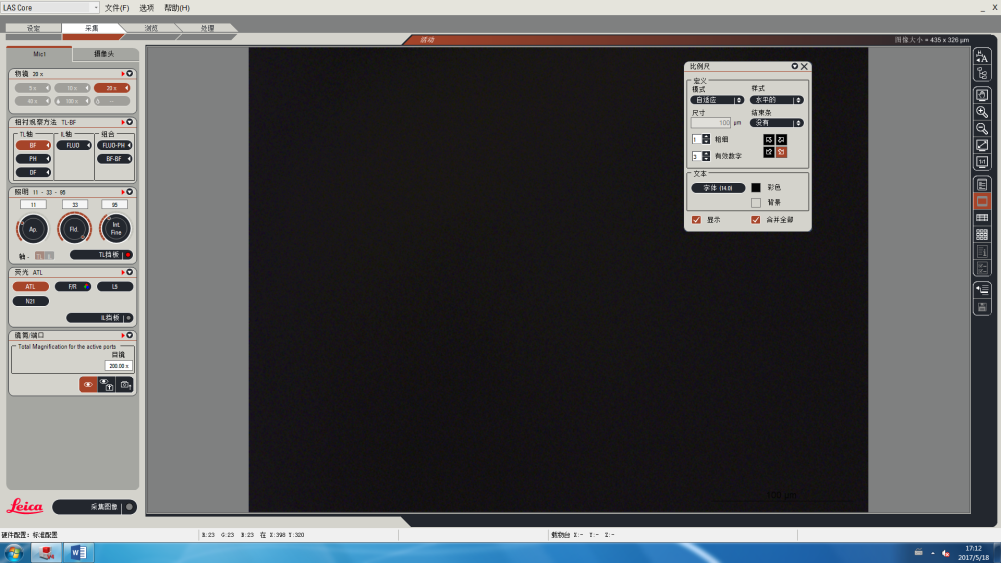 LAS Core
文件(F) 选项 帮助(H)
_ X
设定 采集 浏览 处理
活动
图像大小 = 435 x 326 µm
Mic1 摄像头
物镜 20 x
5 x 10 x 20 x
40 x 100 x --
相衬观察方法 TL-BF
TL轴 IL轴 组合
BF FLUO FLUO-PH
PH BF-BF
DF
照明 11 - 33 - 95
11 33 95
Ap. Fld. Int. Fine
轴 - TL IL TL挡板
荧光 ATL
ATL F/R L5
N21
IL挡板
镜筒/端口
Total Magnification for the active ports
目镜
200.00 x
Leica
采集图像
比例尺
定义
模式 样式
自适应 水平的
尺寸 结束条
100 µm 没有
1 粗细
3 有效数字
文本
字体 (14.0) 彩色
背景
显示 合并全部
100 µm
A
1:1
硬件配置: 标准配置
R:23 G:23 B:23 在 X:398 Y:320
载物台 X:- Y:- Z:-
W
17:12
2017/5/18